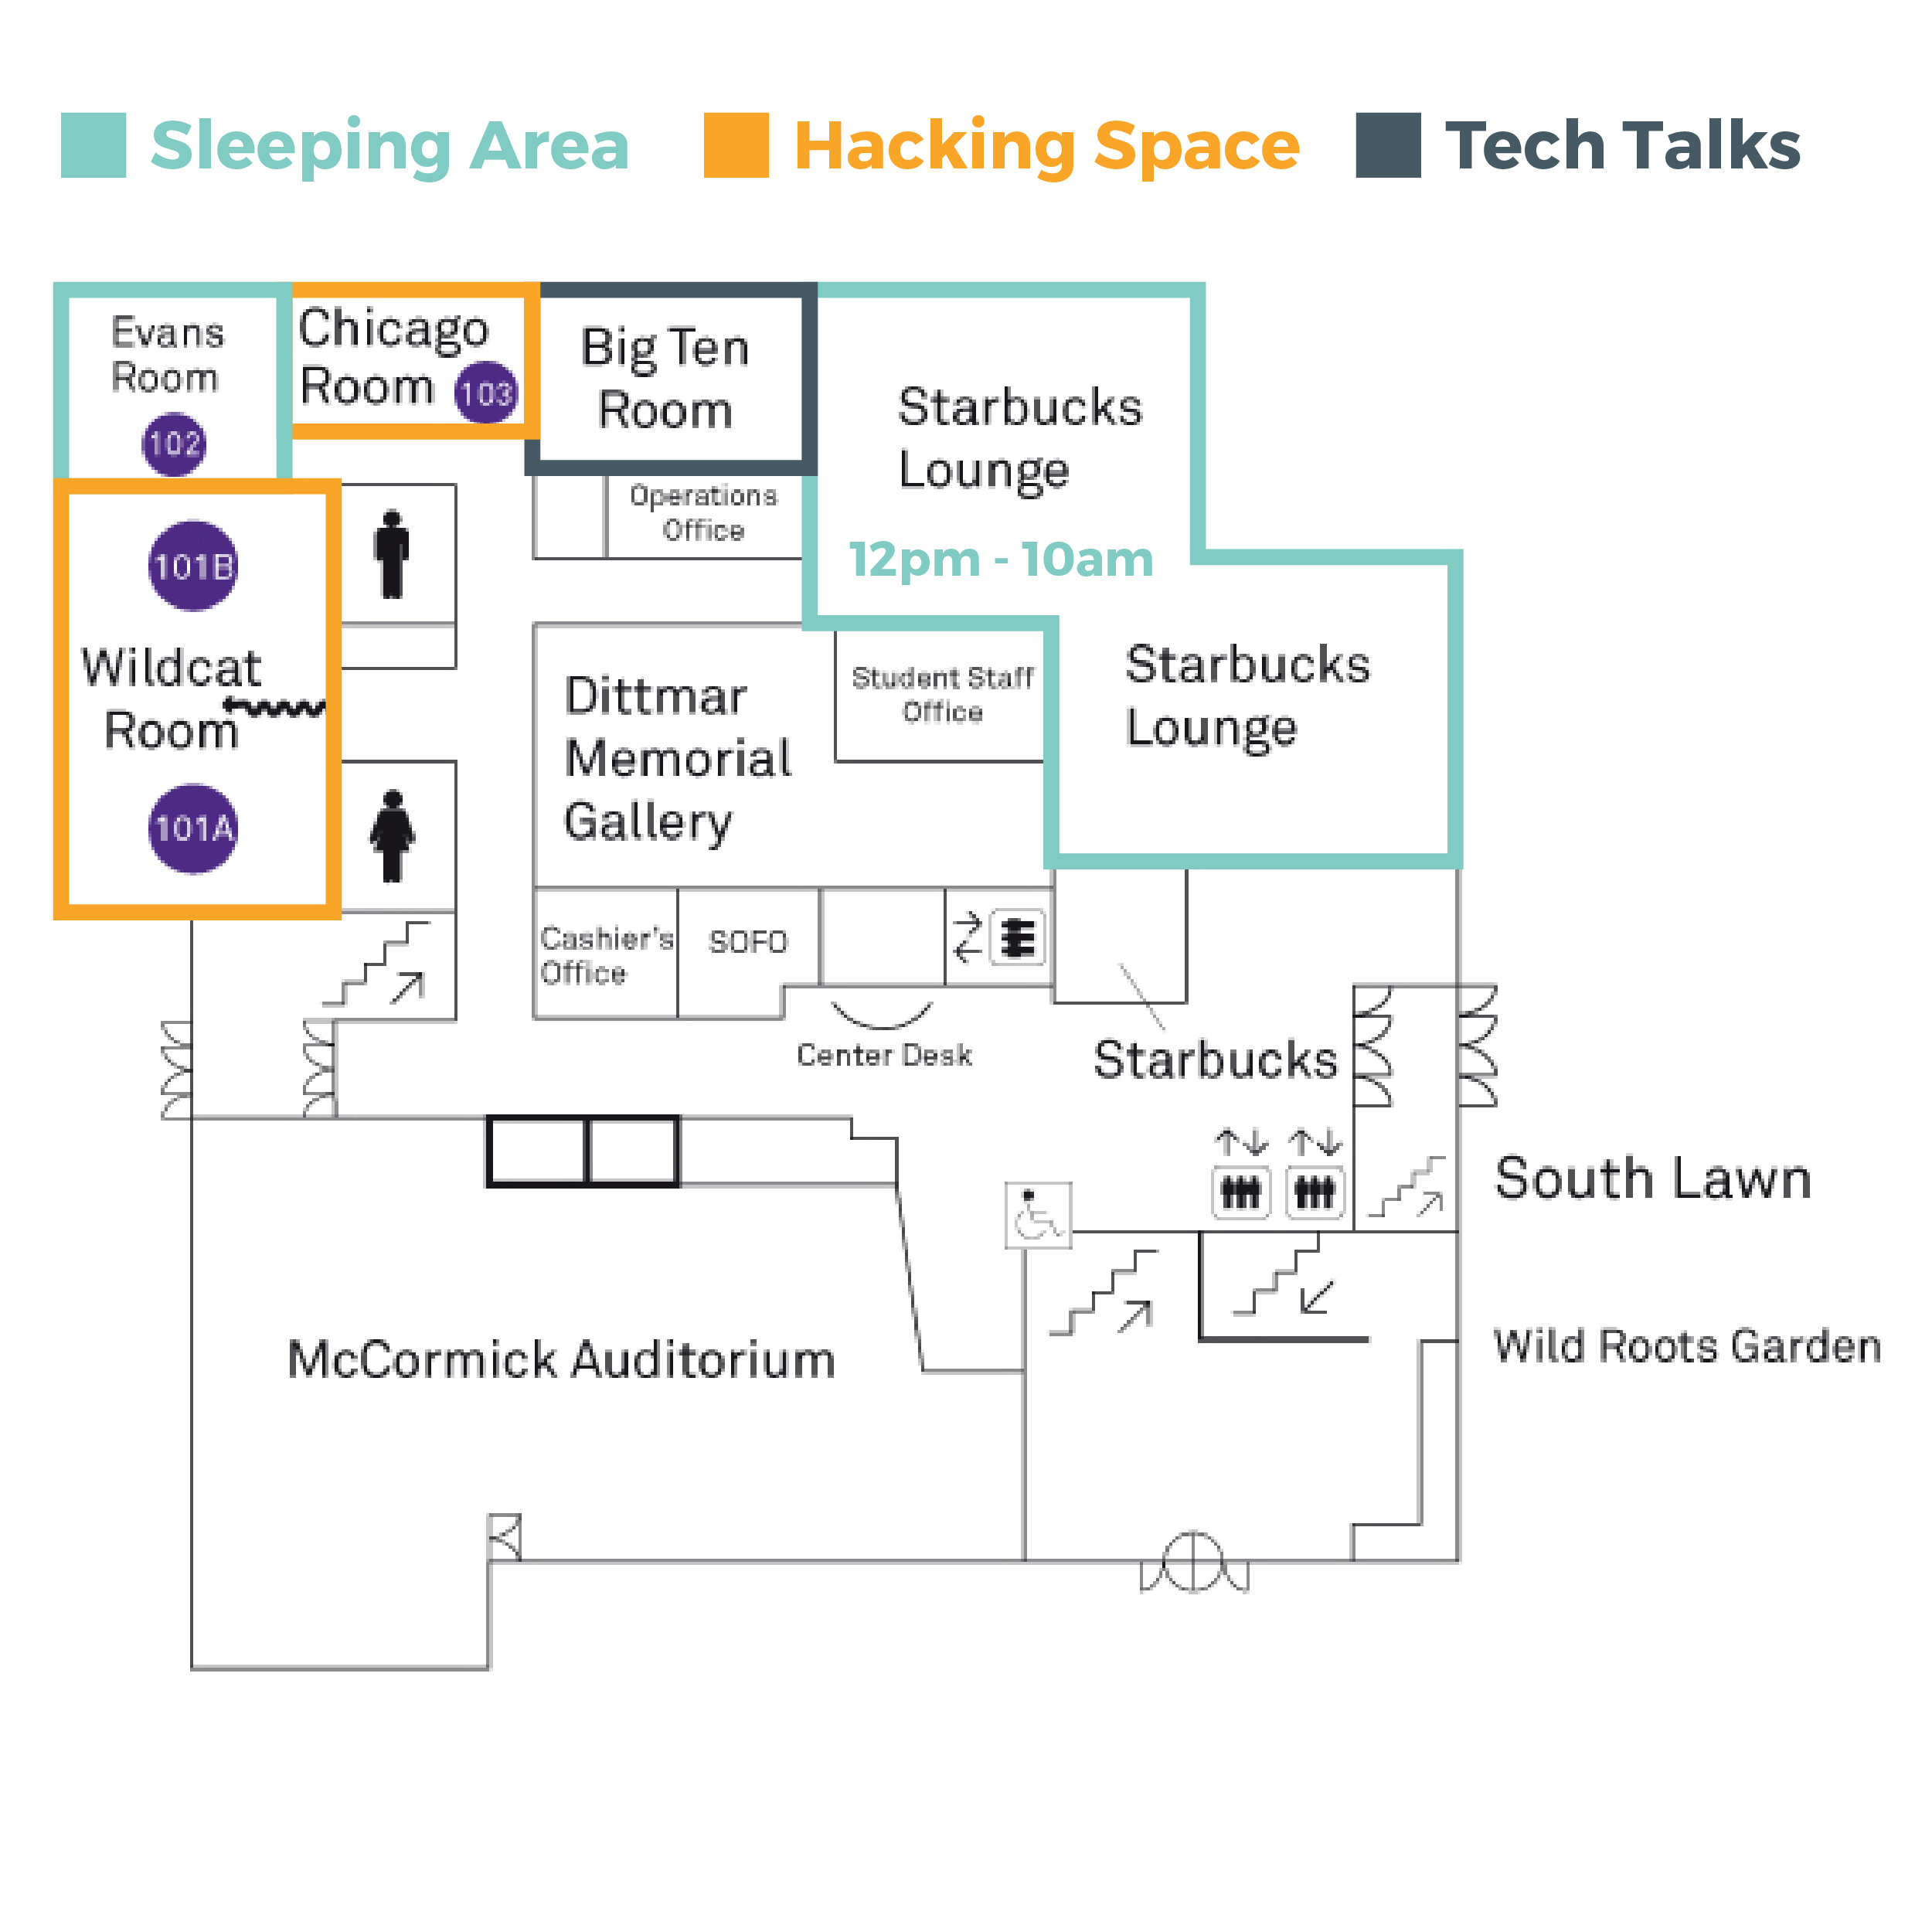 Sleeping Area
Hacking Space
Tech Talks
Evans
Room
102
Chicago
Room 103
Big Ten
Room
Starbucks
Lounge
12pm - 10am
Operations
Office
101B
Wildcat
Room
101A
Dittmar
Memorial
Gallery
Student Staff
Office
Starbucks
Lounge
Cashier's
Office
SOFO
Center Desk
Starbucks
South Lawn
McCormick Auditorium
Wild Roots Garden